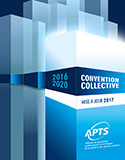 2016
2020
CONVENTION
COLLECTIVE
MISE À JOUR 2017
APTS